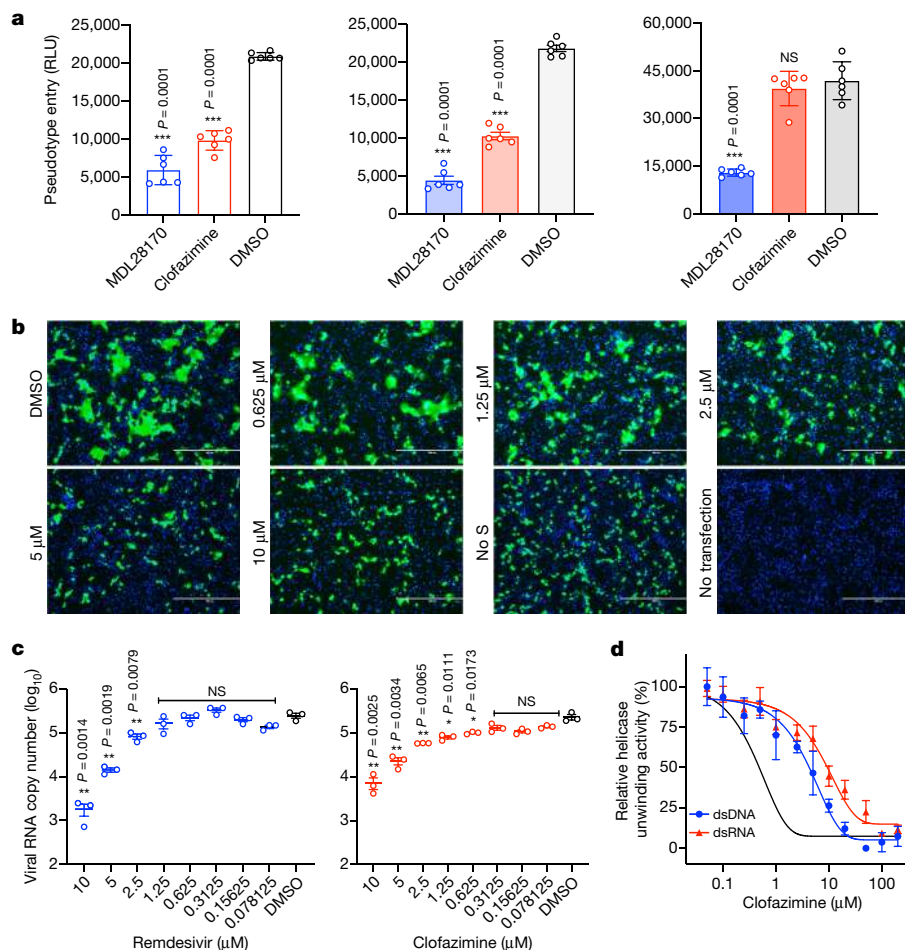 a
Pseudotype entry (RLU)
25,000
20,000
15,000
10,000
5,000
0
*** P = 0.0001
*** P = 0.0001
MDL28170
Clofazimine
DMSO
25,000
20,000
15,000
10,000
5,000
0
*** P = 0.0001
*** P = 0.0001
MDL28170
Clofazimine
DMSO
60,000
45,000
30,000
15,000
0
*** P = 0.0001
NS
MDL28170
Clofazimine
DMSO
b
DMSO
0.625 μM
1.25 μM
2.5 μM
5 μM
10 μM
No S
No transfection
c
Viral RNA copy number (log10)
6
5
4
3
2
** P = 0.0014
** P = 0.0019
** P = 0.0079
NS
10
5
2.5
1.25
0.625
0.3125
0.15625
0.078125
DMSO
Remdesivir (μM)
6
5
4
3
2
** P = 0.0025
** P = 0.0034
** P = 0.0065
* P = 0.0111
* P = 0.0173
NS
10
5
2.5
1.25
0.625
0.3125
0.15625
0.078125
DMSO
Clofazimine (μM)
d
Relative helicase
unwinding activity (%)
100
75
50
25
0
dsDNA
dsRNA
0.1
1
10
100
Clofazimine (μM)